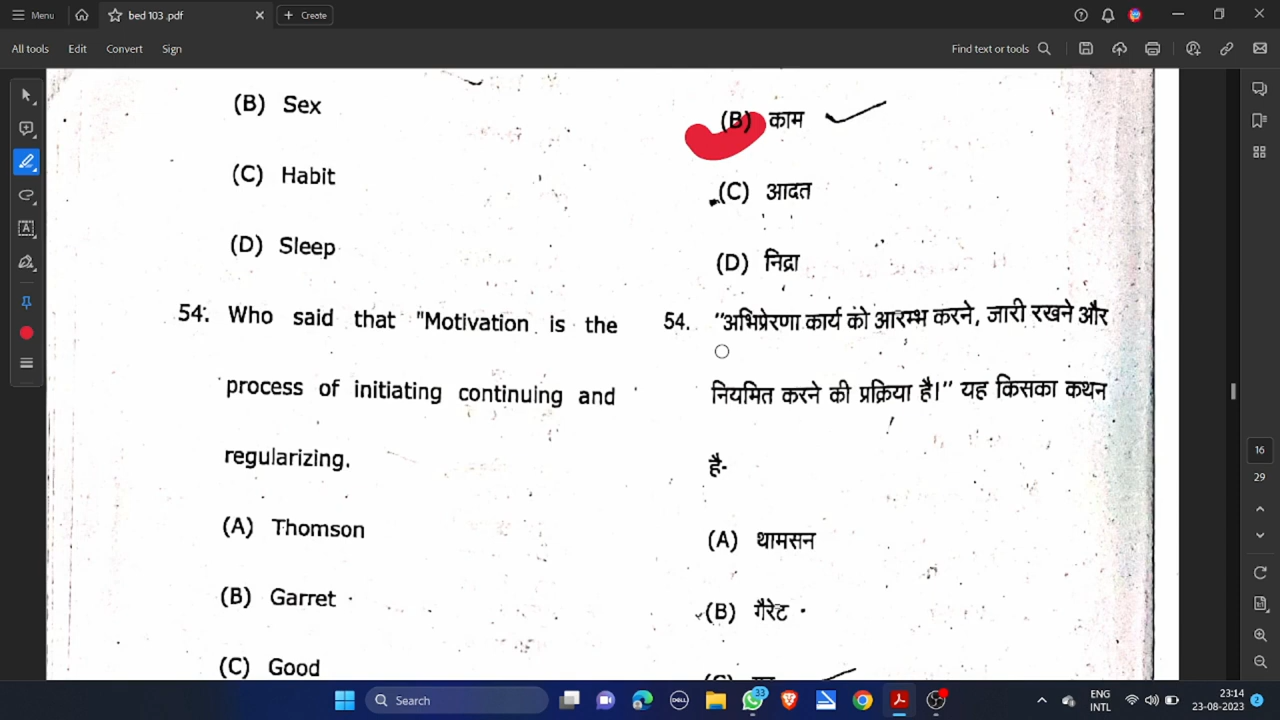 Menu
bed 103 .pdf
Create
All tools
Edit
Convert
Sign
Find text or tools
(B) Sex
(C) Habit
(D) Sleep
54. Who said that "Motivation is the
process of initiating continuing and
regularizing.
(A) Thomson
(B) Garret
(C) Good
(B) काम
(C) आदत
(D) निद्रा
54. "अभिप्रेरणा कार्य को आरम्भ करने, जारी रखने और
नियमित करने की प्रक्रिया है।" यह किसका कथन
है-
(A) थामसन
(B) गैरेट
16
29
Search
33
ENG
INTL
23:14
23-08-2023
2